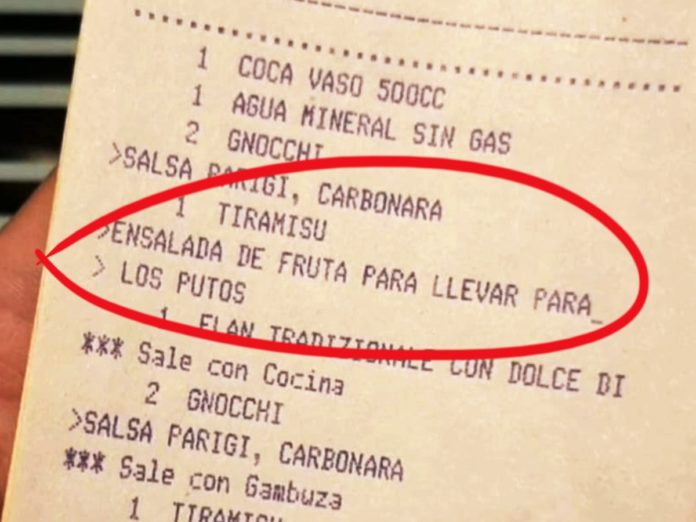 1 COCA VASO 500CC
1 AGUA MINERAL SIN GAS
2 GNOCCHI
>SALSA PARIGI, CARBONARA
1 TIRAMISU
>ENSALADA DE FRUTA PARA LLEVAR PARA_
> LOS PUTOS
1 FLAN TRADIZIONALE CON DOLCE DI
*** Sale con Cocina
2 GNOCCHI
>SALSA PARIGI, CARBONARA
*** Sale con Gambuza
1 TIRAMISU